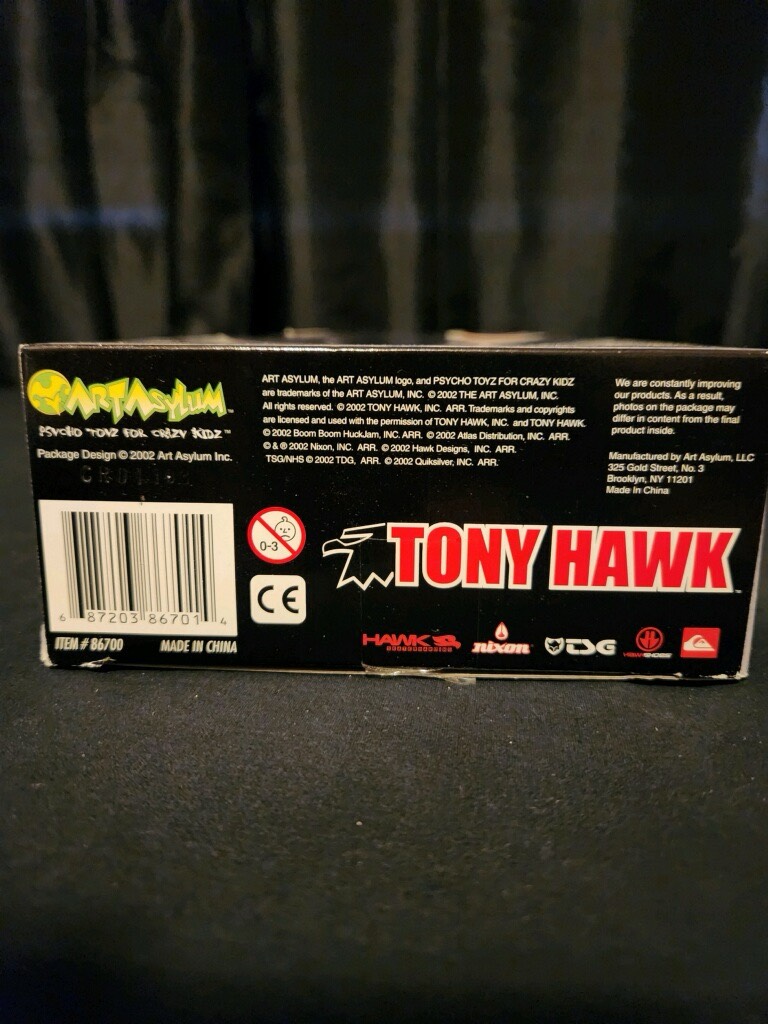 ART ASYLUM™
PSYCHO TOYZ FOR CRAZY KIDZ™
Package Design © 2002 Art Asylum Inc.
6 87203 86701 4
ITEM # 86700 MADE IN CHINA
ART ASYLUM, the ART ASYLUM logo, and PSYCHO TOYZ FOR CRAZY KIDZ
are trademarks of the ART ASYLUM, INC. © 2002 THE ART ASYLUM, INC.
All rights reserved. © 2002 TONY HAWK, INC. ARR. Trademarks and copyrights
are licensed and used with the permission of TONY HAWK, INC. and TONY HAWK.
© 2002 Boom Boom HuckJam, INC. ARR. © 2002 Atlas Distribution, INC. ARR.
© & ® 2002 Nixon, INC. ARR. © 2002 Hawk Designs, INC. ARR.
TSG/NHS © 2002 TDG, ARR. © 2002 Quiksilver, INC. ARR.
We are constantly improving
our products. As a result,
photos on the package may
differ in content from the final
product inside.
Manufactured by Art Asylum, LLC
325 Gold Street, No. 3
Brooklyn, NY 11201
Made in China
0-3
CE
TONY HAWK™
HAWK nixon TSG
SKATEBOARDING HAWKSHOES